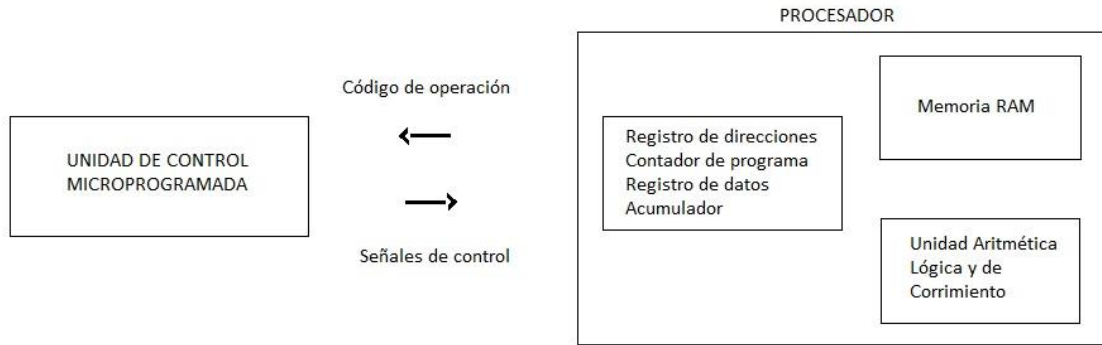 PROCESADOR
Código de operación
Memoria RAM
UNIDAD DE CONTROL
MICROPROGRAMADA
Registro de direcciones
Contador de programa
Registro de datos
Acumulador
Señales de control
Unidad Aritmética
Lógica y de
Corrimiento